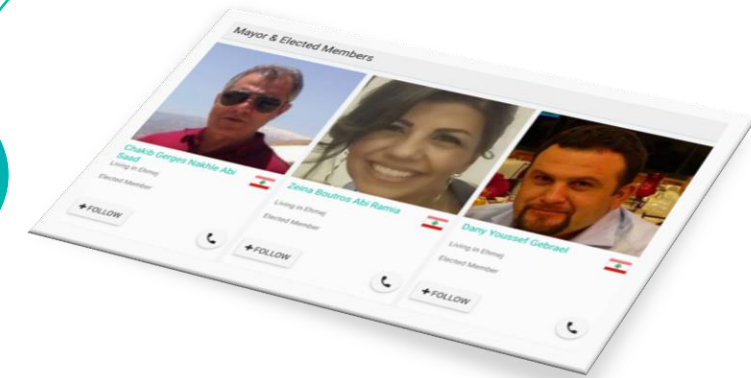 Mayor & Elected Members
Chakib Gerges Nakhle Abi
Saad
Living in Ehmej
Elected Member
+FOLLOW
Zeina Boutros Abi Ramia
Living in Ehmej
Elected Member
+FOLLOW
Dany Youssef Gebrael
Living in Ehmej
Elected Member
+FOLLOW